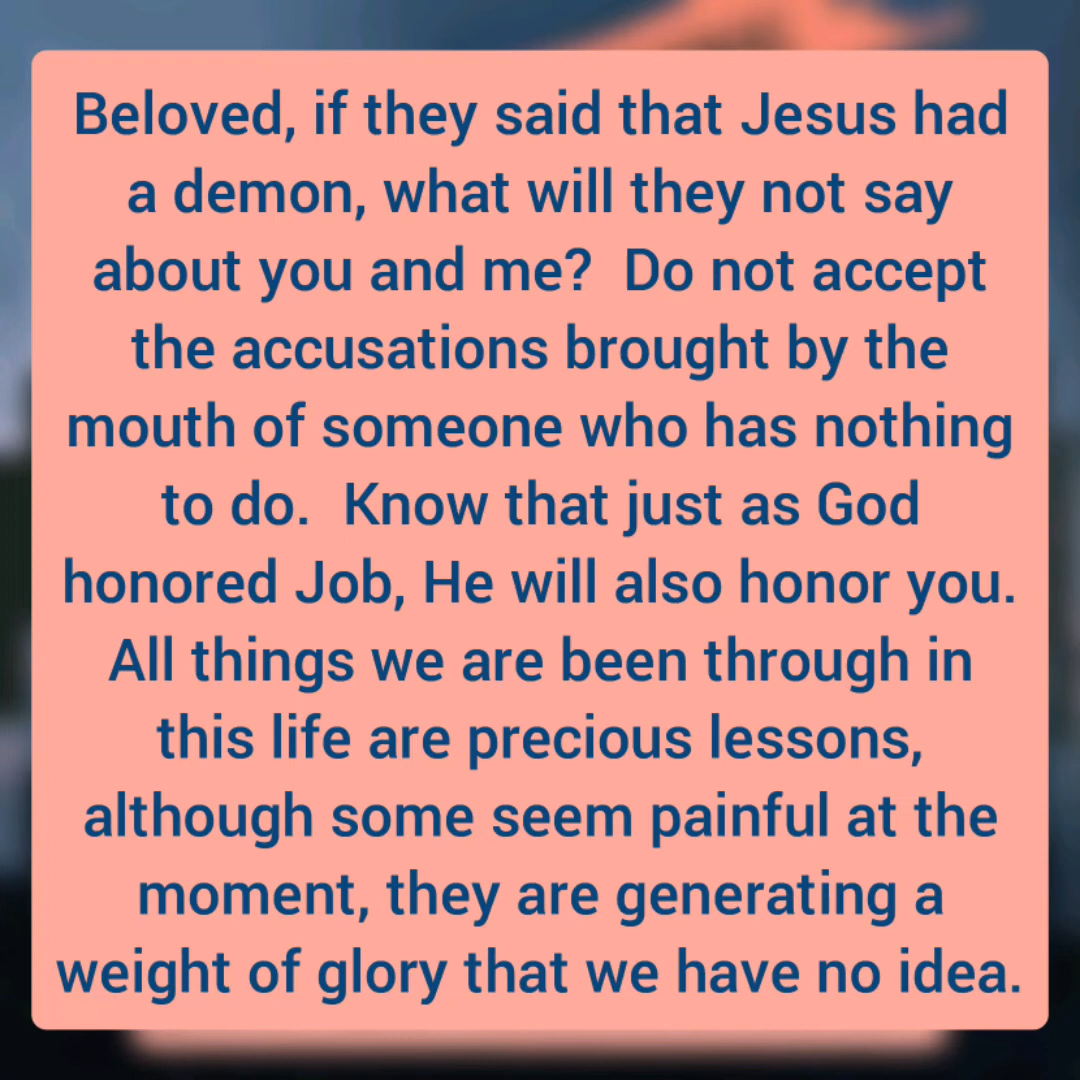 Beloved, if they said that Jesus had
a demon, what will they not say
about you and me?  Do not accept
the accusations brought by the
mouth of someone who has nothing
to do.  Know that just as God
honored Job, He will also honor you.
All things we are been through in
this life are precious lessons,
although some seem painful at the
moment, they are generating a
weight of glory that we have no idea.